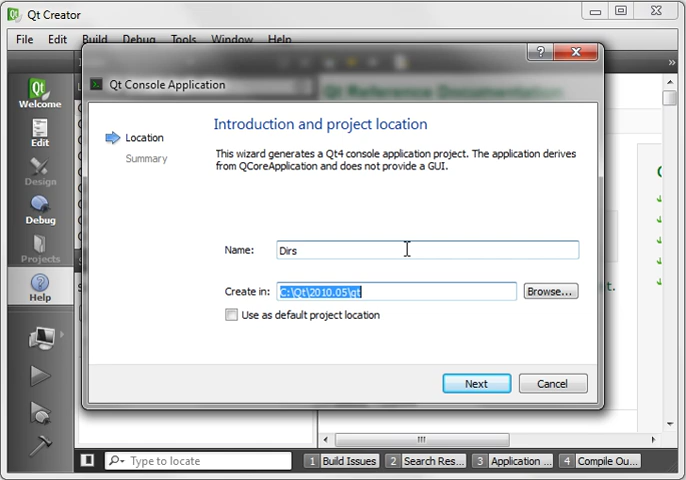 Qt Creator
File Edit Build Debug Tools Window Help
Qt Console Application
Qt Reference Documentation
Welcome
Edit
Design
Debug
Projects
Help
Location
Summary
Introduction and project location
This wizard generates a Qt4 console application project. The application derives
from QCoreApplication and does not provide a GUI.
Name: Dirs
Create in: C:\Qt\2010.05\qt Browse...
Use as default project location
Next Cancel
Type to locate 1 Build Issues 2 Search Res... 3 Application ... 4 Compile Ou...